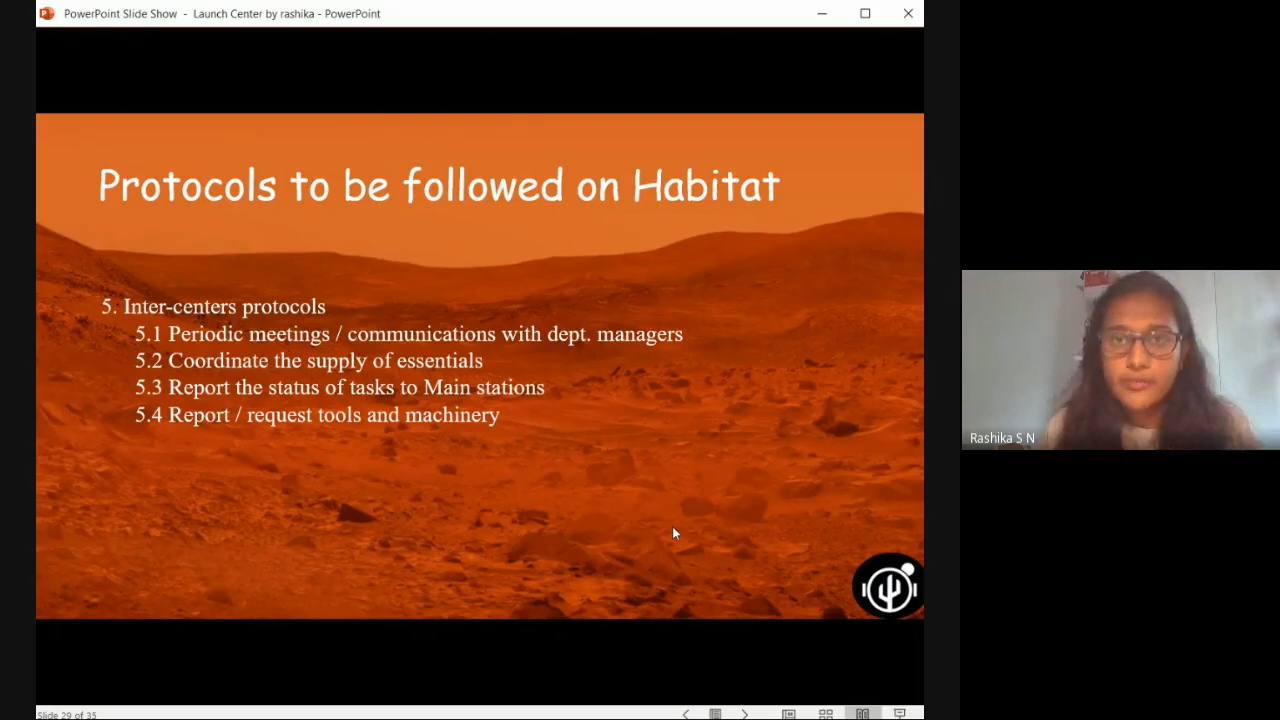 PowerPoint Slide Show - Launch Center by rashika - PowerPoint
Protocols to be followed on Habitat
5. Inter-centers protocols
5.1 Periodic meetings / communications with dept. managers
5.2 Coordinate the supply of essentials
5.3 Report the status of tasks to Main stations
5.4 Report / request tools and machinery
Rashika S N
Slide 29 of 35